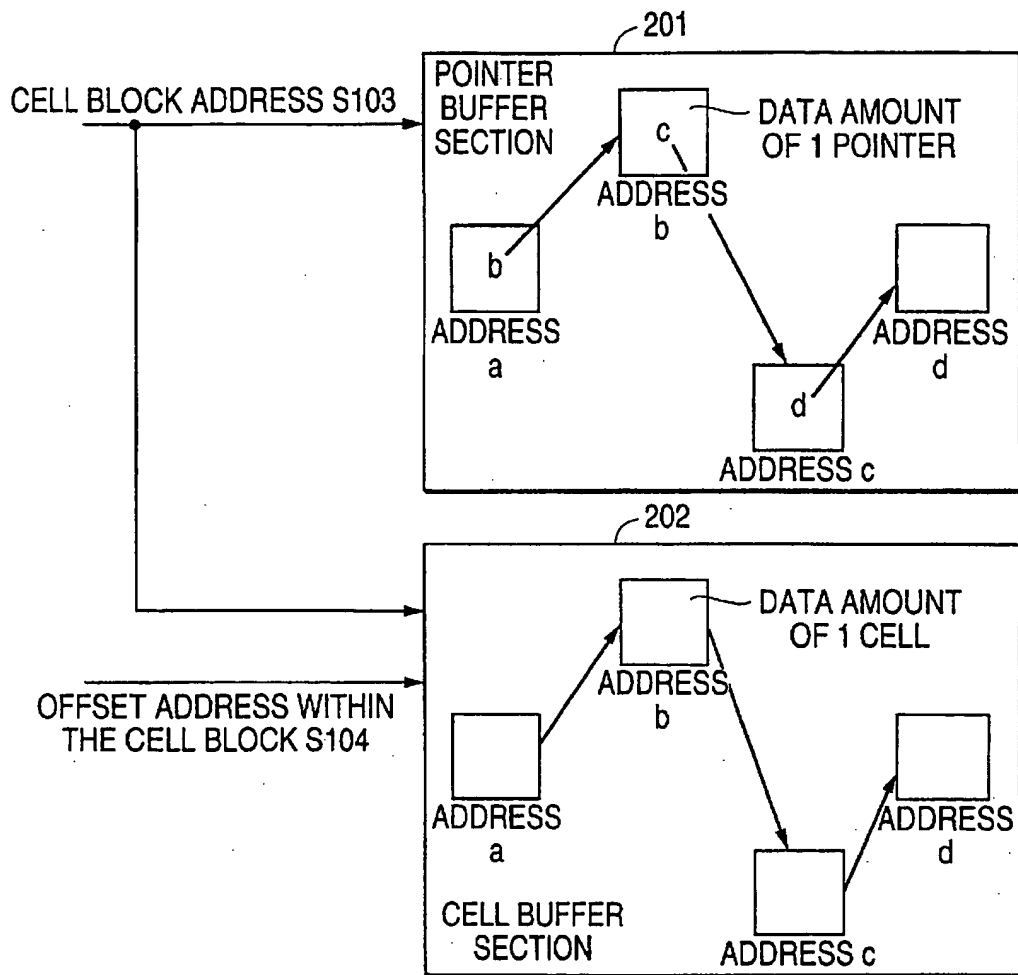 201
CELL BLOCK ADDRESS S103
POINTER
BUFFER
SECTION
DATA AMOUNT
OF 1 POINTER
c
ADDRESS
b
b
ADDRESS
a
ADDRESS
d
d
ADDRESS c
202
DATA AMOUNT
OF 1 CELL
ADDRESS
b
OFFSET ADDRESS WITHIN
THE CELL BLOCK S104
ADDRESS
a
ADDRESS
d
CELL BUFFER
SECTION
ADDRESS c